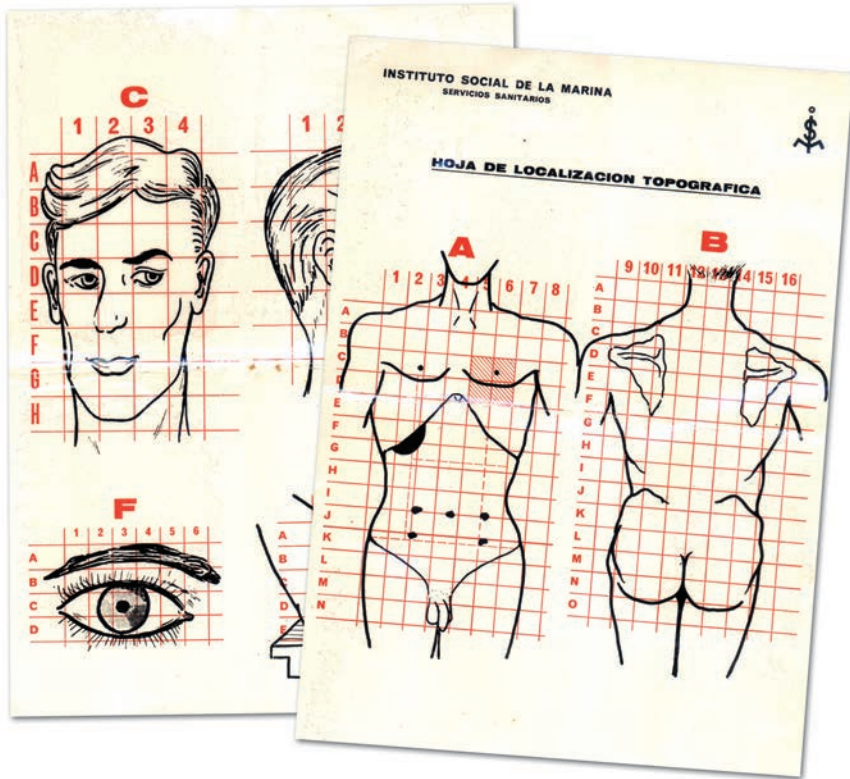 C
1 2 3 4
1 2
A
B
C
D
E
F
G
H
F
1 2 3 4 5 6
A
B
C
D
A
B
C
D
E
INSTITUTO SOCIAL DE LA MARINA
SERVICIOS SANITARIOS
HOJA DE LOCALIZACION TOPOGRAFICA
A
1 2 3 4 5 6 7 8
A
B
C
D
E
F
G
H
I
J
K
L
M
N
B
9 10 11 12 13 14 15 16
A
B
C
D
E
F
G
H
I
J
K
L
M
N
O